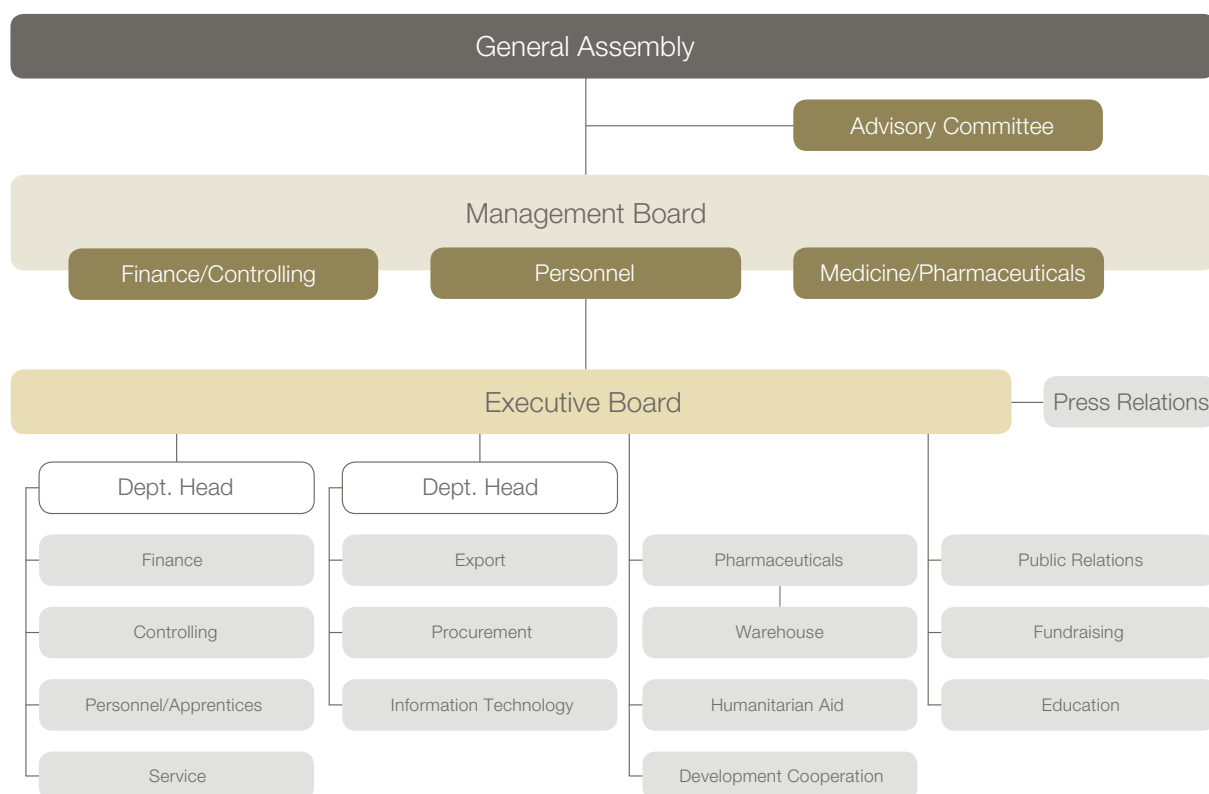 General Assembly
Advisory Committee
Management Board
Finance/Controlling
Personnel
Medicine/Pharmaceuticals
Executive Board
Press Relations
Dept. Head
Dept. Head
Finance
Export
Pharmaceuticals
Public Relations
Controlling
Procurement
Warehouse
Fundraising
Personnel/Apprentices
Information Technology
Humanitarian Aid
Education
Service
Development Cooperation